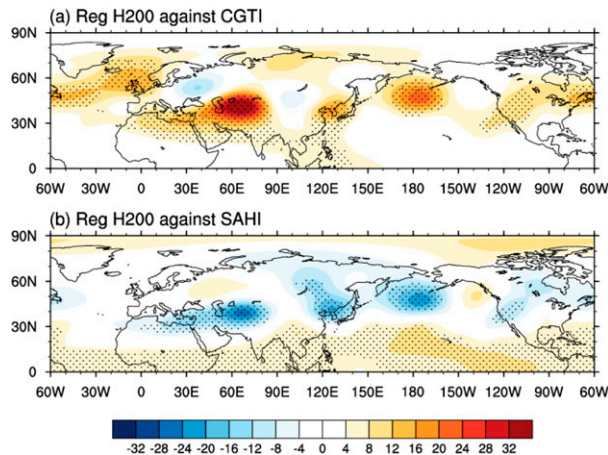 (a) Reg H200 against CGTI
90N
60N
30N
0
60W 30W 0 30E 60E 90E 120E 150E 180 150W 120W 90W 60W
(b) Reg H200 against SAHI
90N
60N
30N
0
60W 30W 0 30E 60E 90E 120E 150E 180 150W 120W 90W 60W
-32 -28 -24 -20 -16 -12 -8 -4 0 4 8 12 16 20 24 28 32